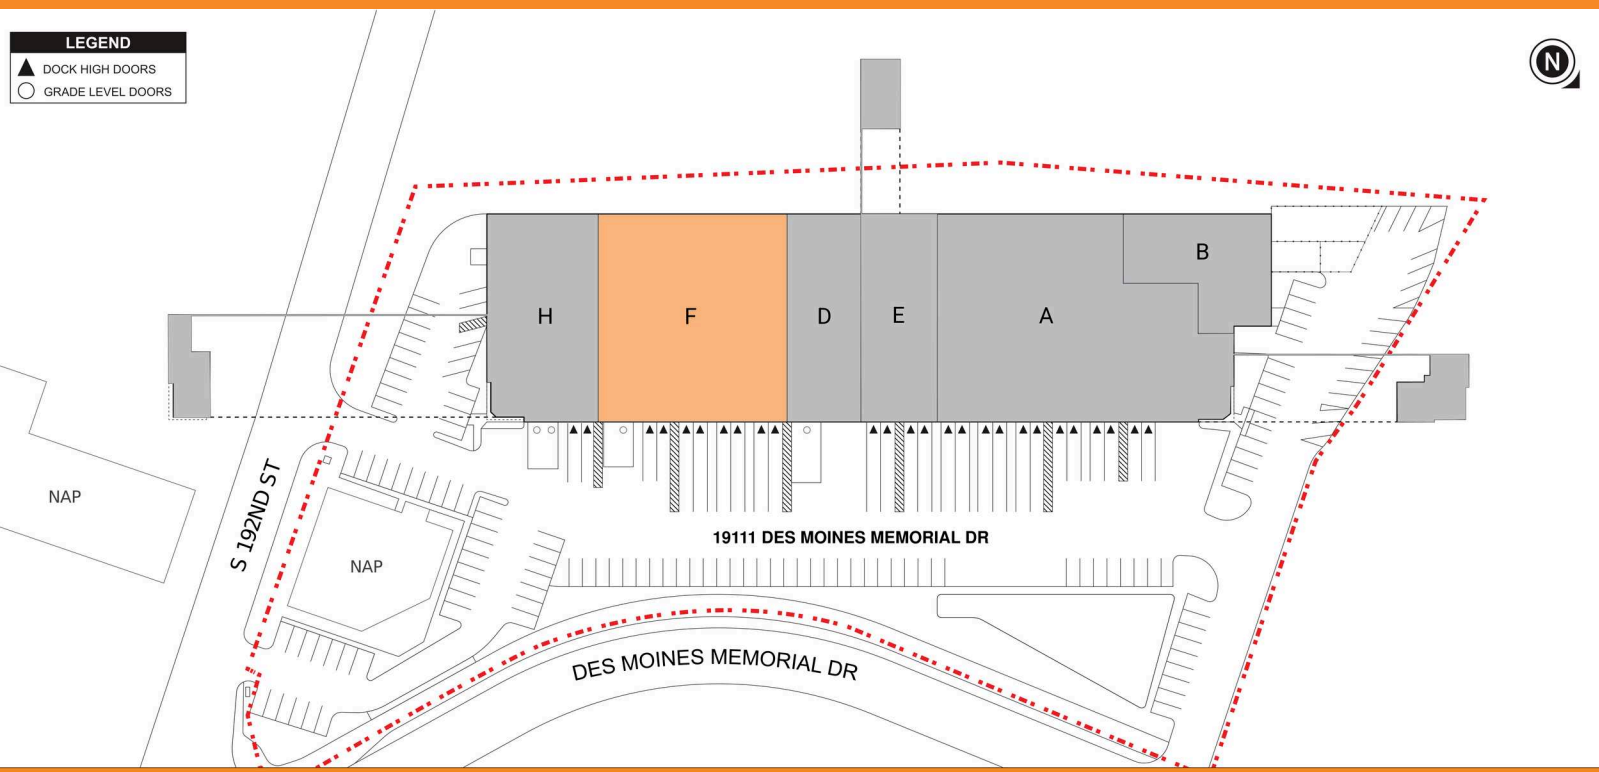 LEGEND
DOCK HIGH DOORS
GRADE LEVEL DOORS
N
B
H
F
D
E
A
NAP
S 192ND ST
NAP
19111 DES MOINES MEMORIAL DR
DES MOINES MEMORIAL DR